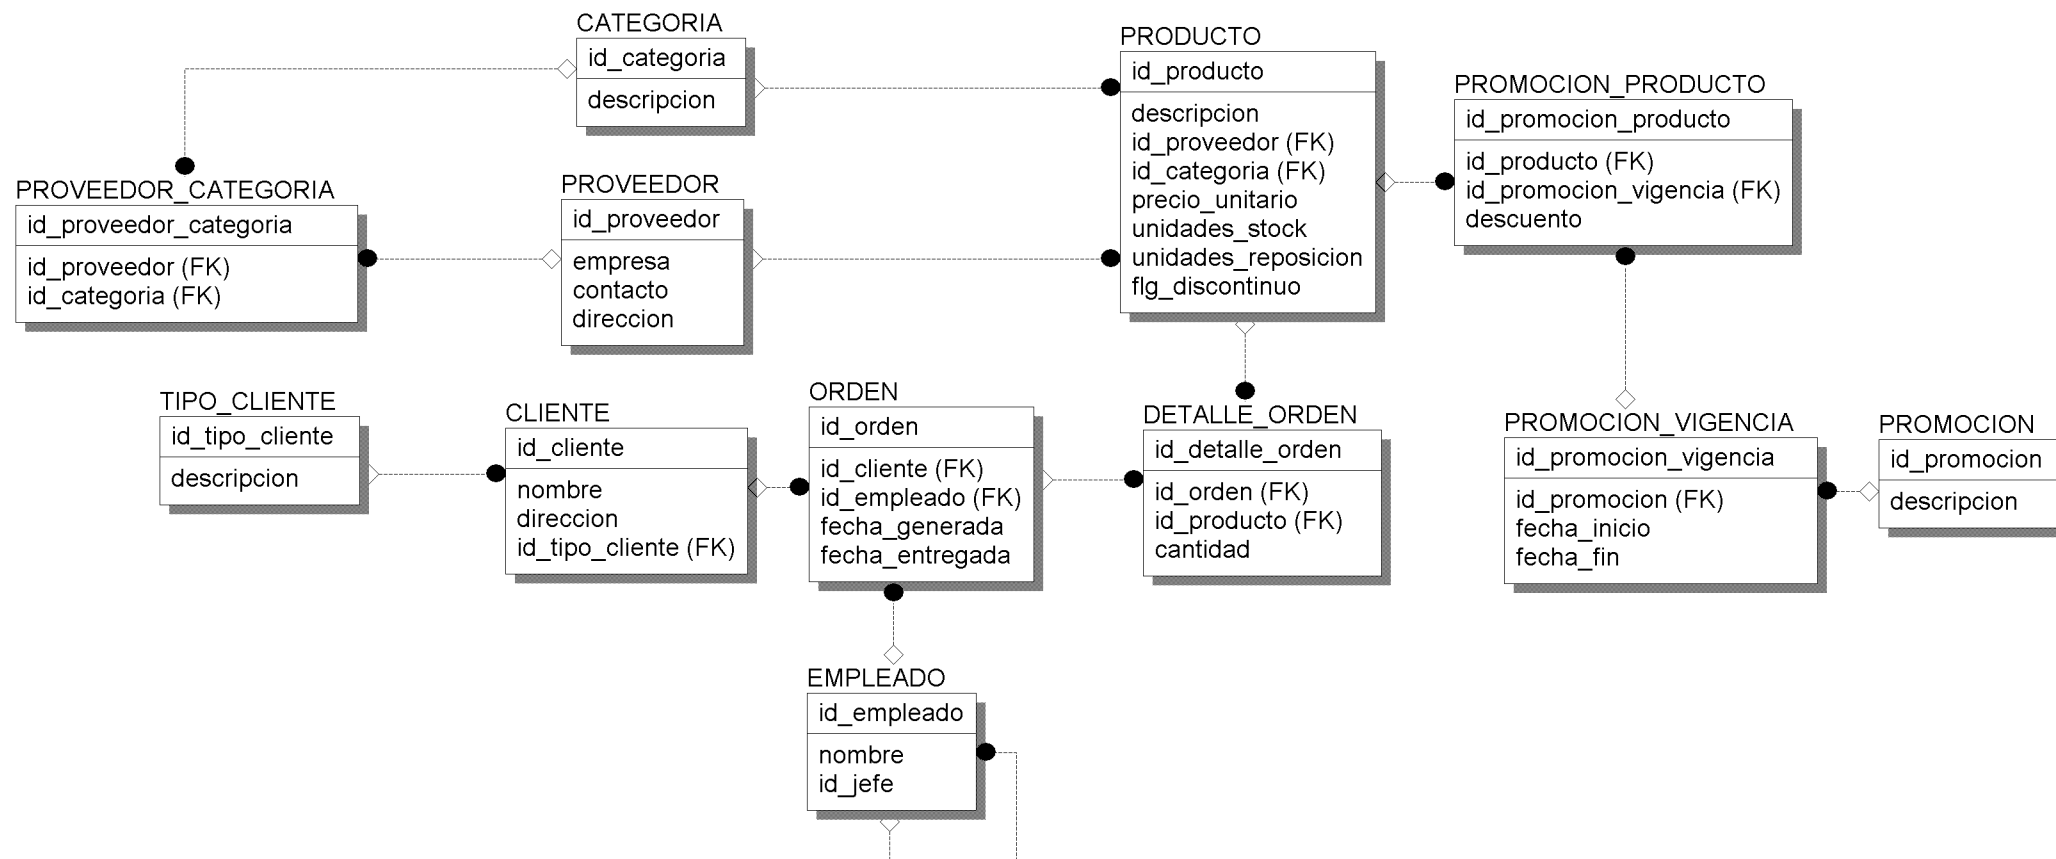 CATEGORIA
id_categoria
descripcion
PRODUCTO
id_producto
descripcion
id_proveedor (FK)
id_categoria (FK)
precio_unitario
unidades_stock
unidades_reposicion
flg_discontinuo
PROMOCION_PRODUCTO
id_promocion_producto
id_producto (FK)
id_promocion_vigencia (FK)
descuento
PROVEEDOR_CATEGORIA
id_proveedor_categoria
id_proveedor (FK)
id_categoria (FK)
PROVEEDOR
id_proveedor
empresa
contacto
direccion
TIPO_CLIENTE
id_tipo_cliente
descripcion
CLIENTE
id_cliente
nombre
direccion
id_tipo_cliente (FK)
ORDEN
id_orden
id_cliente (FK)
id_empleado (FK)
fecha_generada
fecha_entregada
DETALLE_ORDEN
id_detalle_orden
id_orden (FK)
id_producto (FK)
cantidad
PROMOCION_VIGENCIA
id_promocion_vigencia
id_promocion (FK)
fecha_inicio
fecha_fin
PROMOCION
id_promocion
descripcion
EMPLEADO
id_empleado
nombre
id_jefe